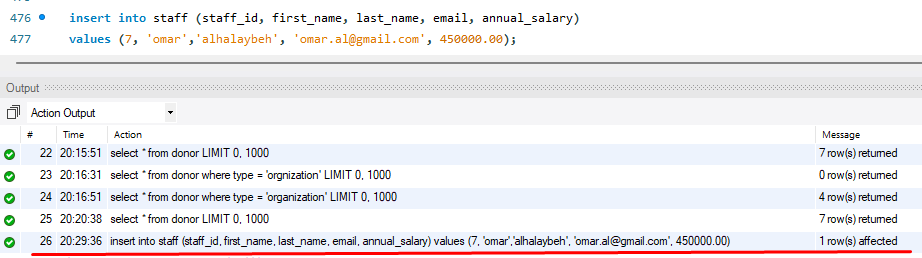 476 insert into staff (staff_id, first_name, last_name, email, annual_salary)
477 values (7, 'omar','alhalaybeh', 'omar.al@gmail.com', 450000.00);
Output
Action Output
# Time Action Message
22 20:15:51 select * from donor LIMIT 0, 1000 7 row(s) returned
23 20:16:31 select * from donor where type = 'orgnization' LIMIT 0, 1000 0 row(s) returned
24 20:16:51 select * from donor where type = 'organization' LIMIT 0, 1000 4 row(s) returned
25 20:20:38 select * from donor LIMIT 0, 1000 7 row(s) returned
26 20:29:36 insert into staff (staff_id, first_name, last_name, email, annual_salary) values (7, 'omar','alhalaybeh', 'omar.al@gmail.com', 450000.00) 1 row(s) affected